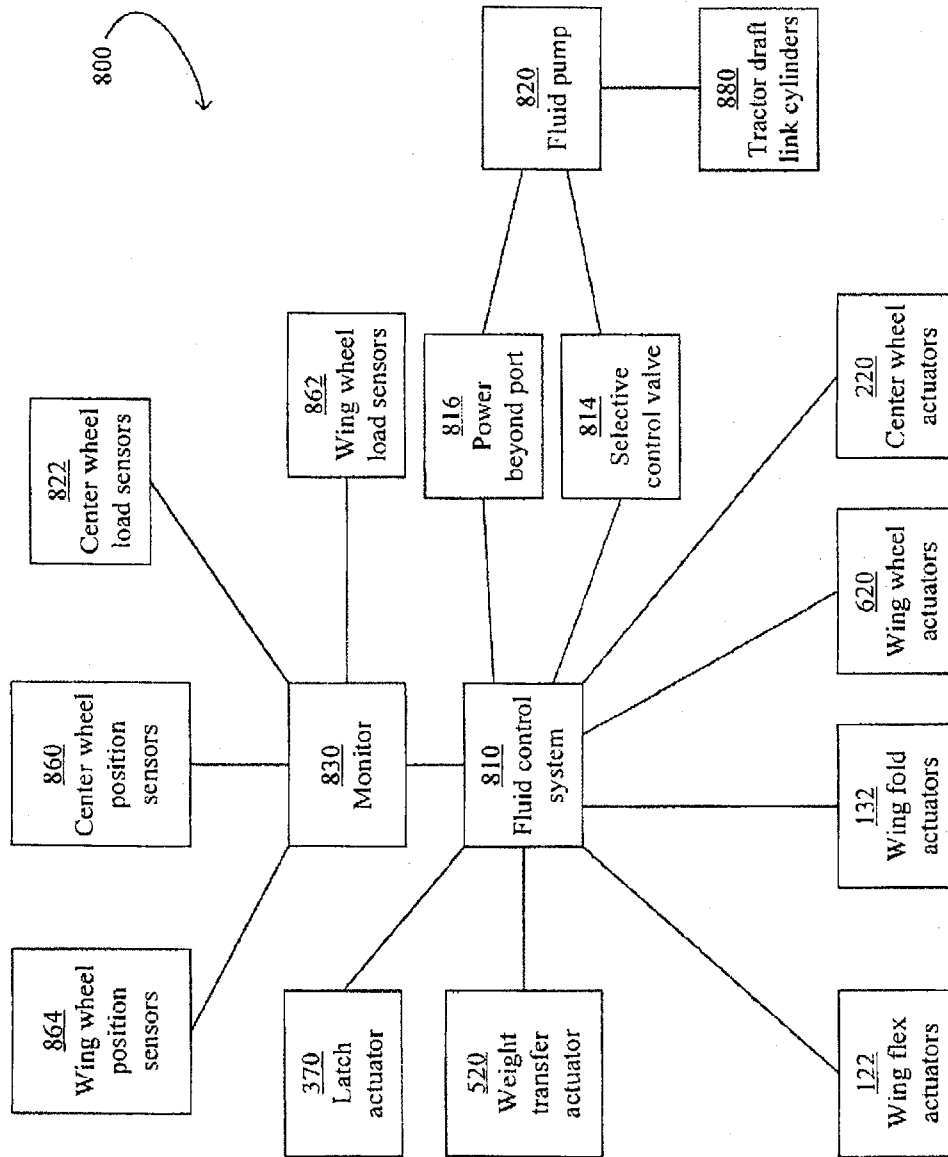 800
864
Wing wheel
position
sensors
860
Center wheel
position
sensors
822
Center wheel
load sensors
862
Wing wheel
load sensors
830
Monitor
370
Latch
actuator
520
Weight
transfer
actuator
810
Fluid control
system
816
Power
beyond port
814
Selective
control valve
820
Fluid pump
880
Tractor draft
link cylinders
122
Wing flex
actuators
132
Wing fold
actuators
620
Wing wheel
actuators
220
Center wheel
actuators